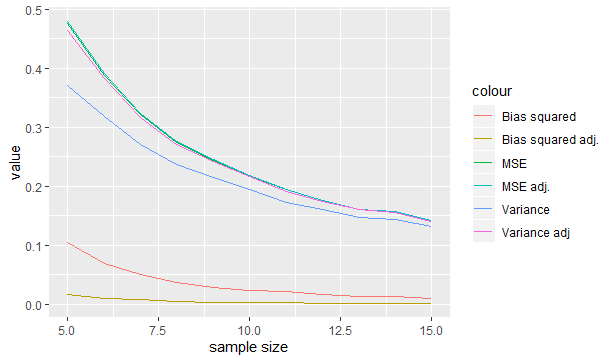 0.5
0.4
0.3
0.2
0.1
0.0
value
5.0
7.5
10.0
12.5
15.0
sample size
colour
Bias squared
Bias squared adj.
MSE
MSE adj.
Variance
Variance adj